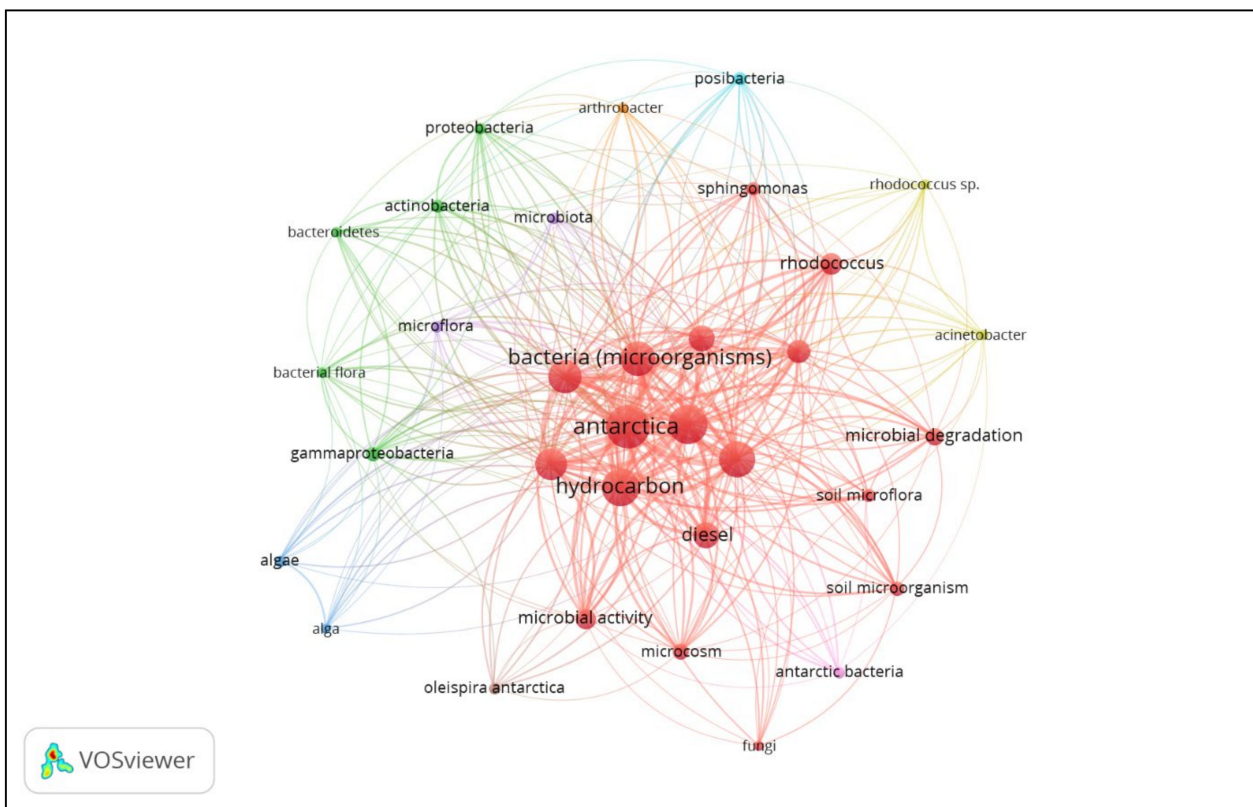 posibacteria
arthrobacter
proteobacteria
sphingomonas
rhodococcus sp.
actinobacteria
microbiota
bacteroidetes
rhodococcus
microflora
acinetobacter
bacteria (microorganisms)
bacterial flora
antarctica
microbial degradation
gammaproteobacteria
hydrocarbon
soil microflora
diesel
algae
soil microorganism
microbial activity
alga
microcosm
antarctic bacteria
oleispira antarctica
fungi
VOSviewer